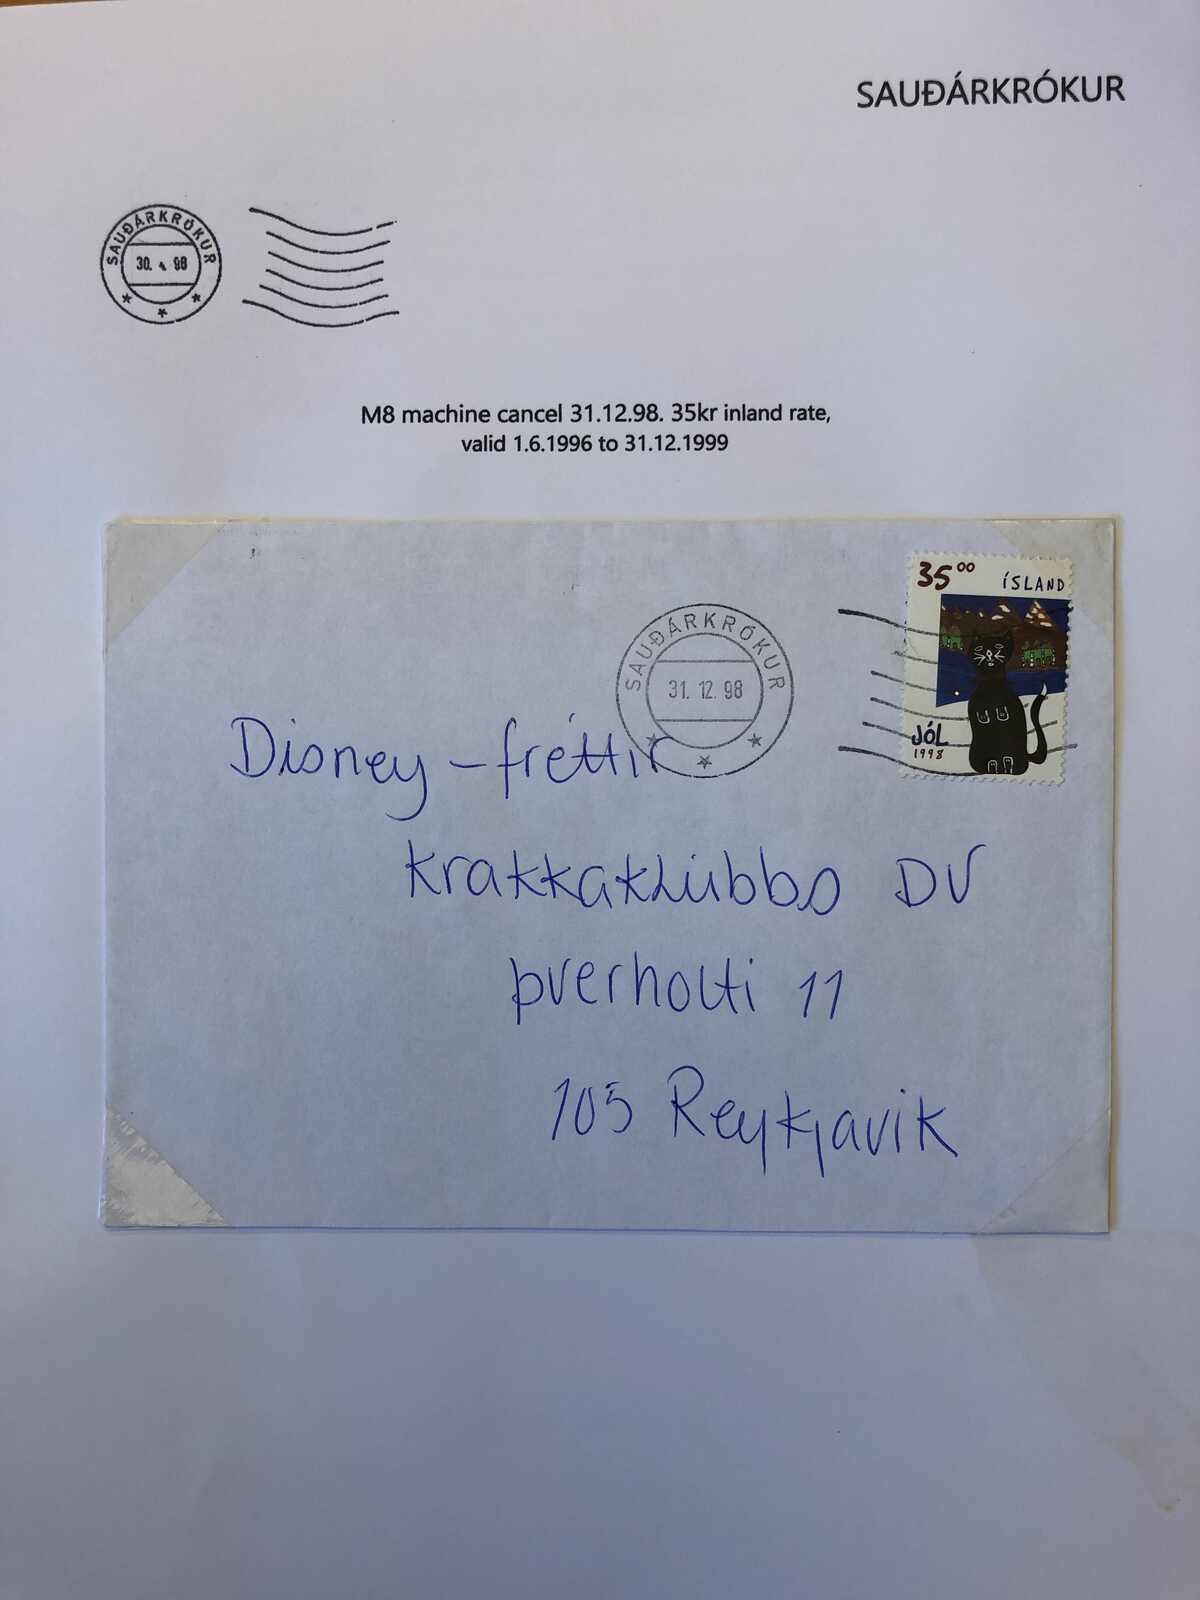 SAUÐÁRKRÓKUR
SAUÐÁRKRÓKUR
30. 4 98
M8 machine cancel 31.12.98. 35kr inland rate,
valid 1.6.1996 to 31.12.1999
35⁰⁰ ÍSLAND
JÓL
1998
SAUÐÁRKRÓKUR
31. 12. 98
Disney - fréttir
Krakkaklúbbs DV
Þverholti 11
105 Reykjavik